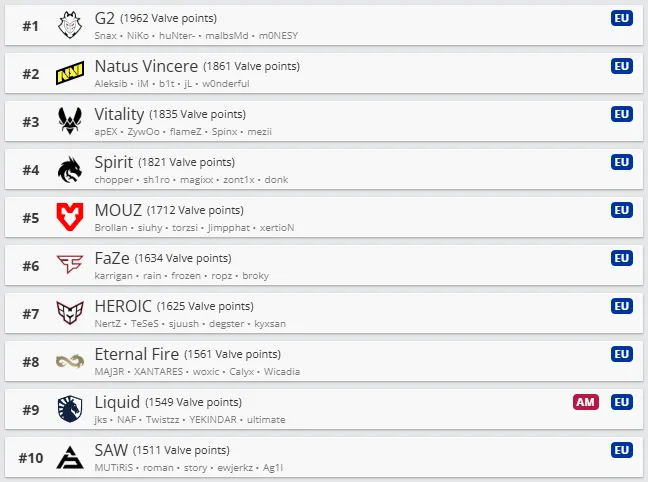 #1 G2 (1962 Valve points) EU
Snax • NiKo • huNter- • malbsMd • m0NESY
#2 Natus Vincere (1861 Valve points) EU
Aleksib • iM • b1t • jL • w0nderful
#3 Vitality (1835 Valve points) EU
apEX • ZywOo • flameZ • Spinx • mezii
#4 Spirit (1821 Valve points) EU
chopper • sh1ro • magixx • zont1x • donk
#5 MOUZ (1712 Valve points) EU
Brollan • siuhy • torzsi • Jimpphat • xertioN
#6 FaZe (1634 Valve points) EU
karrigan • rain • frozen • ropz • broky
#7 HEROIC (1625 Valve points) EU
NertZ • TeSeS • sjuush • degster • kyxsan
#8 Eternal Fire (1561 Valve points) EU
MAJ3R • XANTARES • woxic • Calyx • Wicadia
#9 Liquid (1549 Valve points) AM EU
jks • NAF • Twistzz • YEKINDAR • ultimate
#10 SAW (1511 Valve points) EU
MUTiRiS • roman • story • ewjerkz • Ag1l